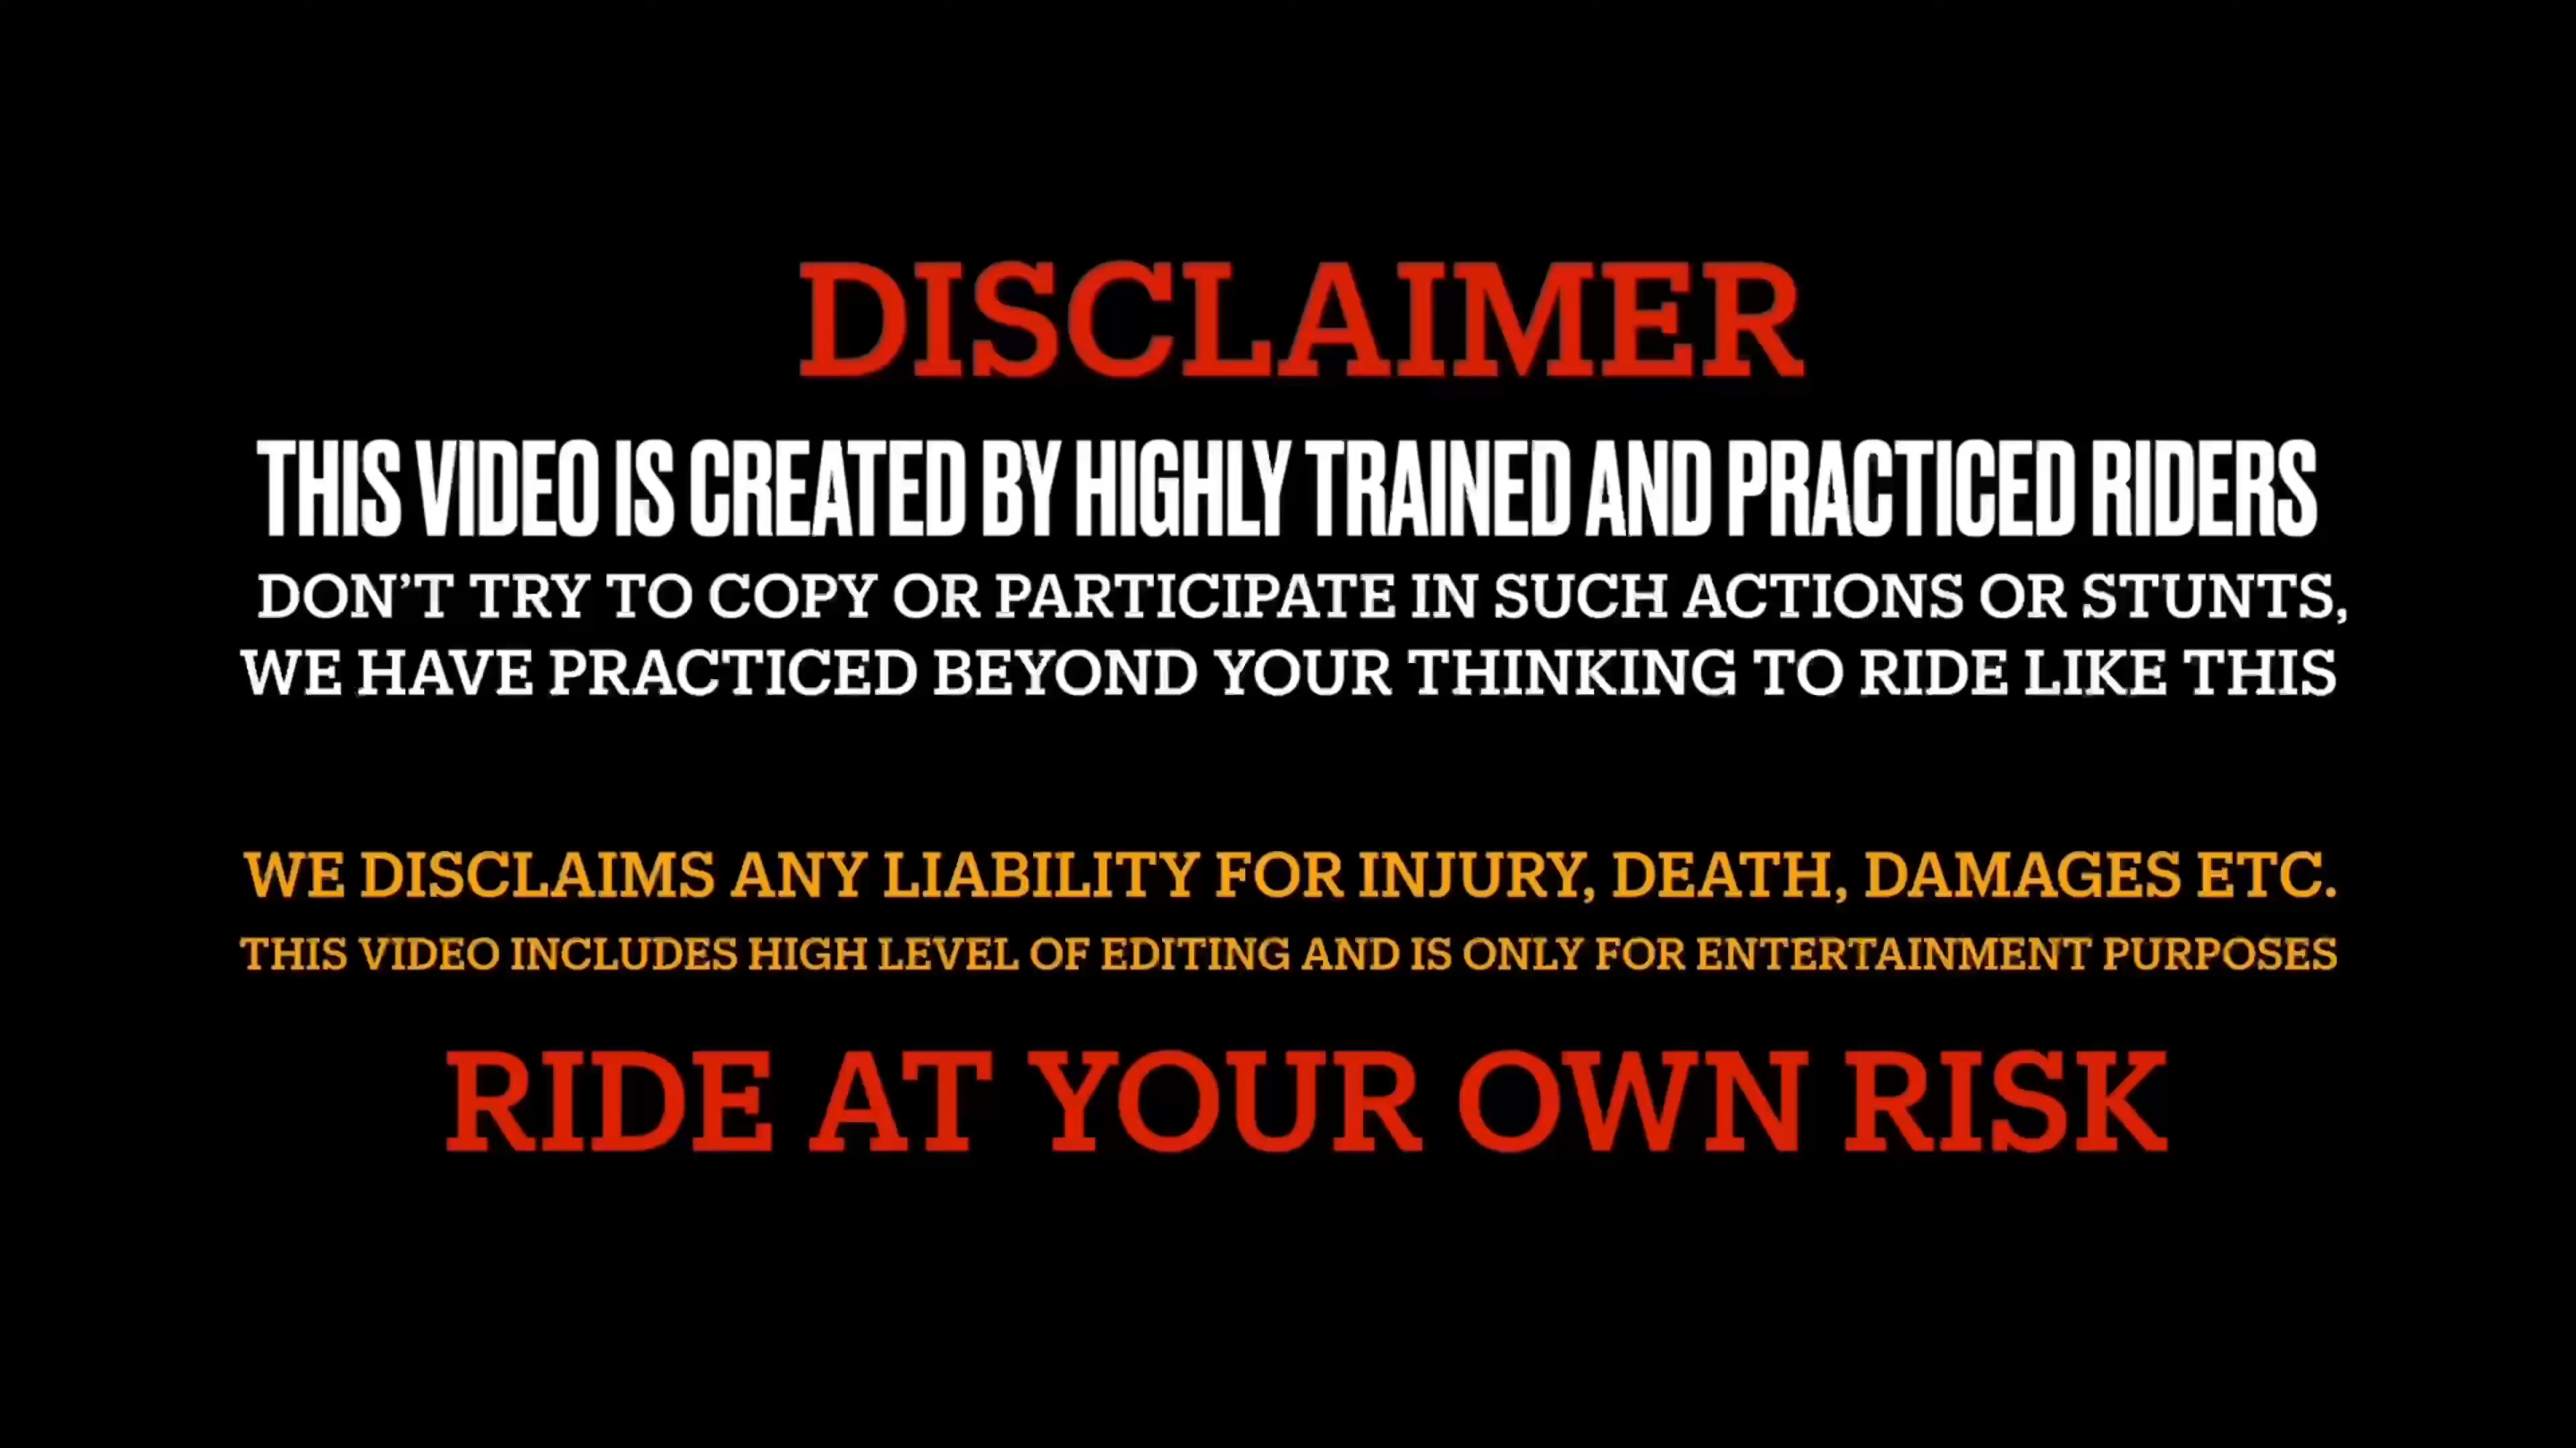 DISCLAIMER
THIS VIDEO IS CREATED BY HIGHLY TRAINED AND PRACTICED RIDERS
DON'T TRY TO COPY OR PARTICIPATE IN SUCH ACTIONS OR STUNTS,
WE HAVE PRACTICED BEYOND YOUR THINKING TO RIDE LIKE THIS
WE DISCLAIMS ANY LIABILITY FOR INJURY, DEATH, DAMAGES ETC.
THIS VIDEO INCLUDES HIGH LEVEL OF EDITING AND IS ONLY FOR ENTERTAINMENT PURPOSES
RIDE AT YOUR OWN RISK